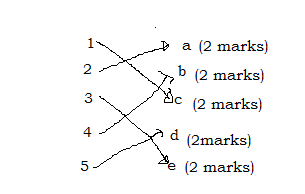 1 a (2 marks)
2 b (2 marks)
3 c (2 marks)
4 d (2marks)
5 e (2 marks)